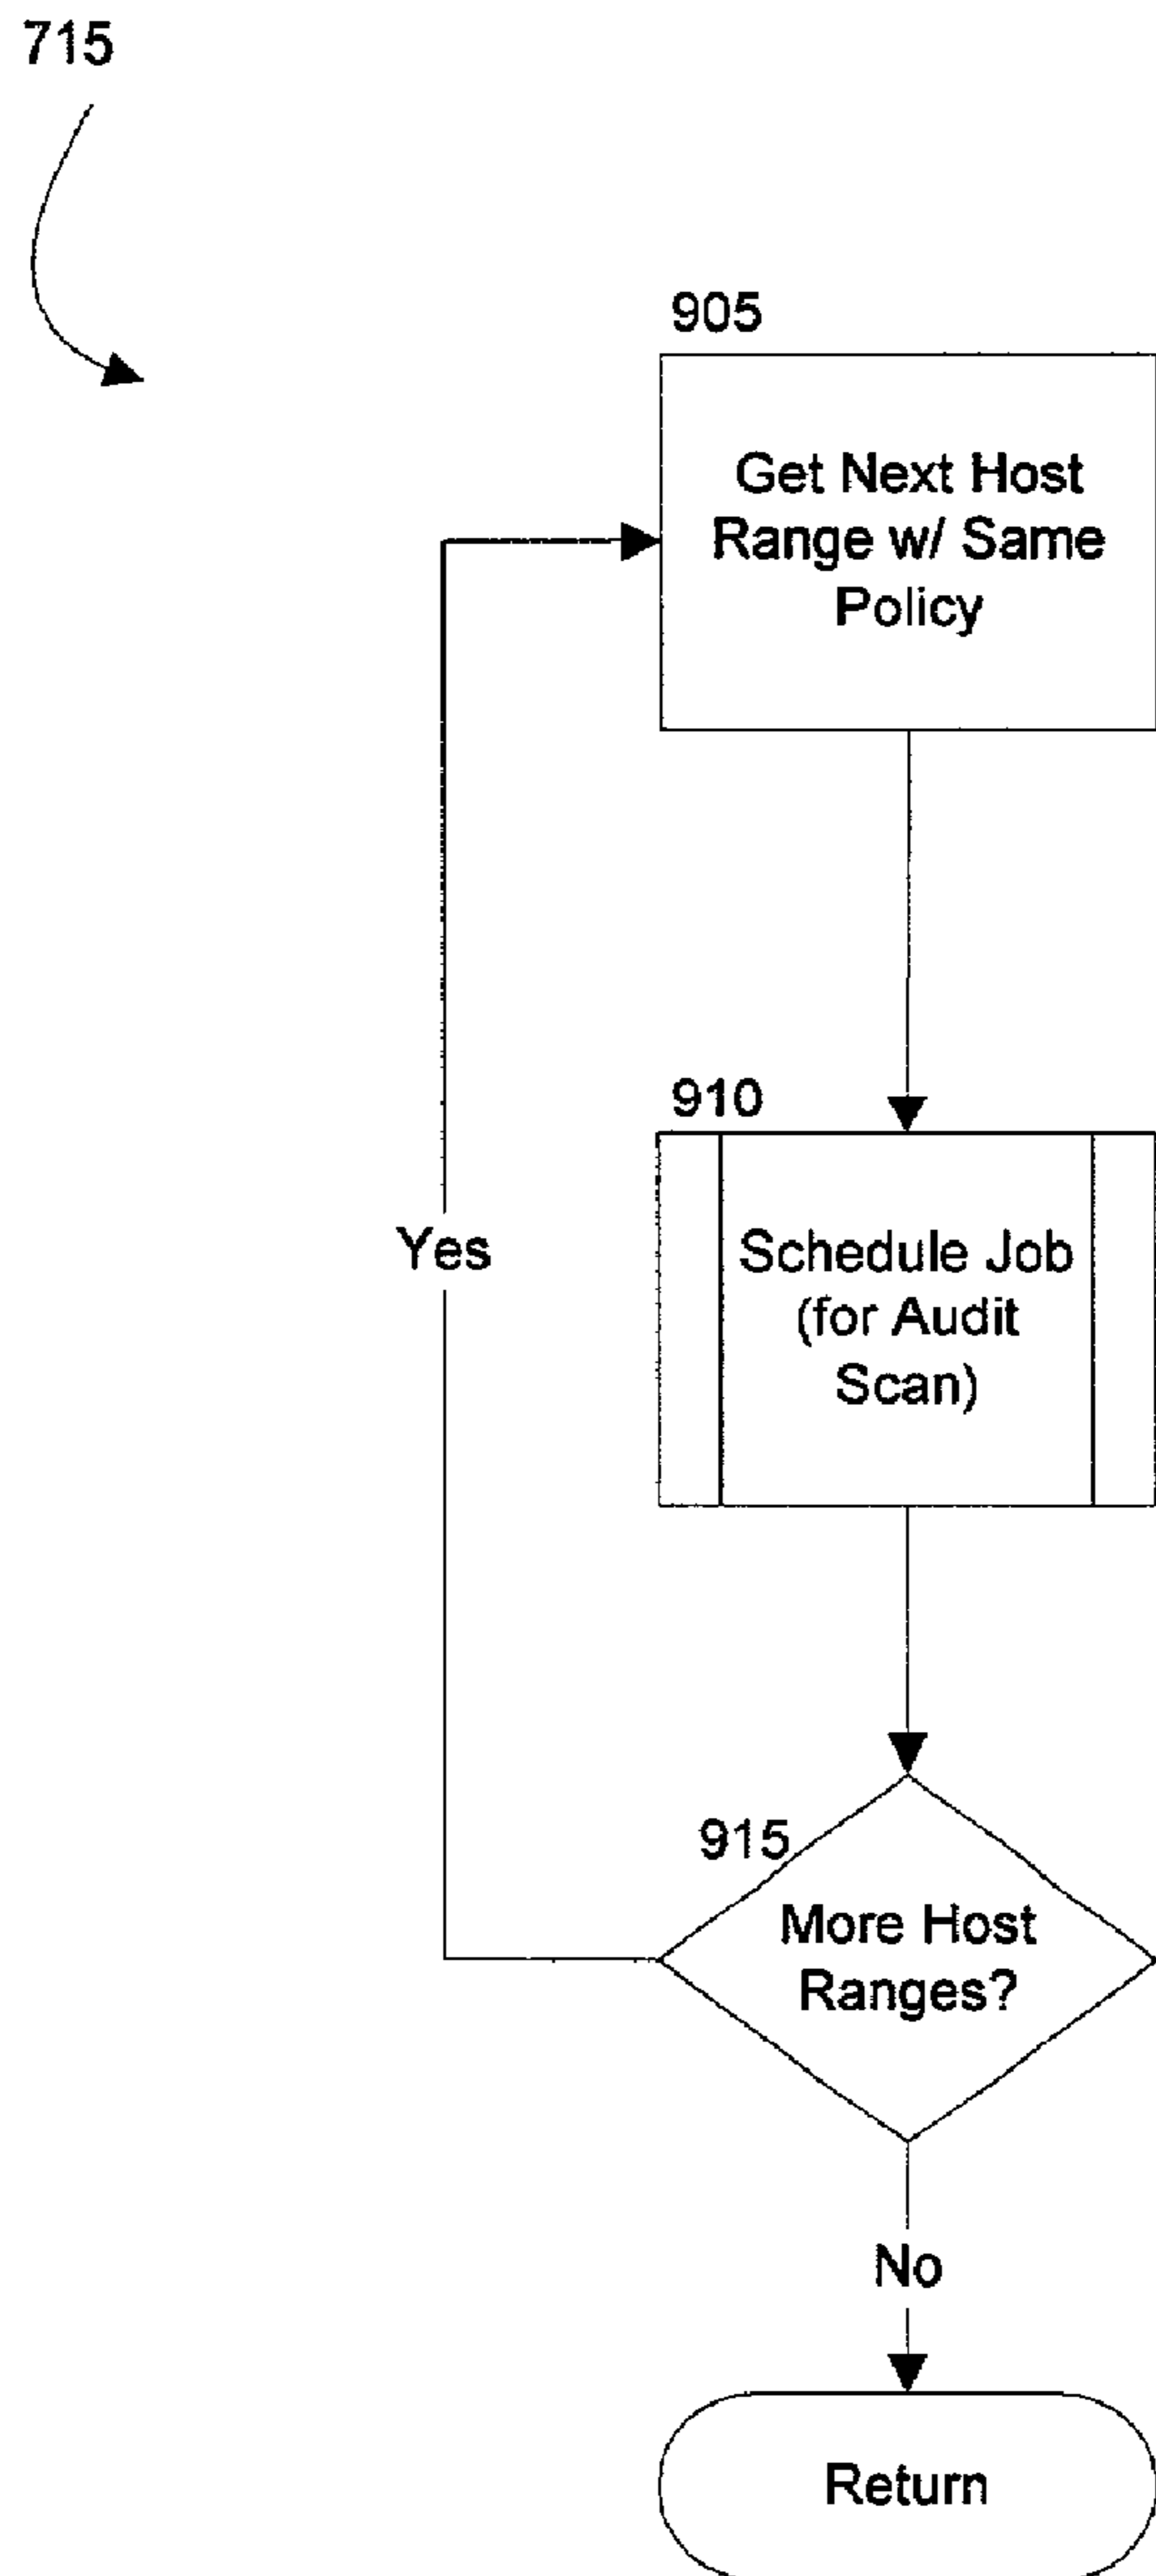 715
905
Get Next Host
Range w/ Same
Policy
910
Schedule Job
(for Audit
Scan)
Yes
915
More Host
Ranges?
No
Return